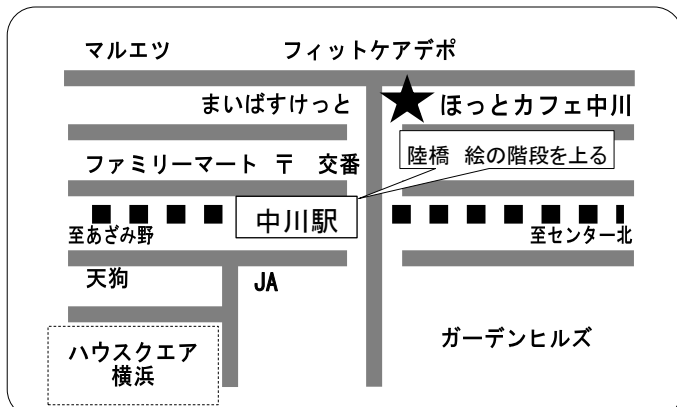 マルエツ
フィットケアデポ
まいばすけっと
ほっとカフェ中川
陸橋 絵の階段を上る
ファミリーマート 〒 交番
中川駅
至あざみ野
至センター北
天狗
JA
ガーデンヒルズ
ハウスクエア
横浜